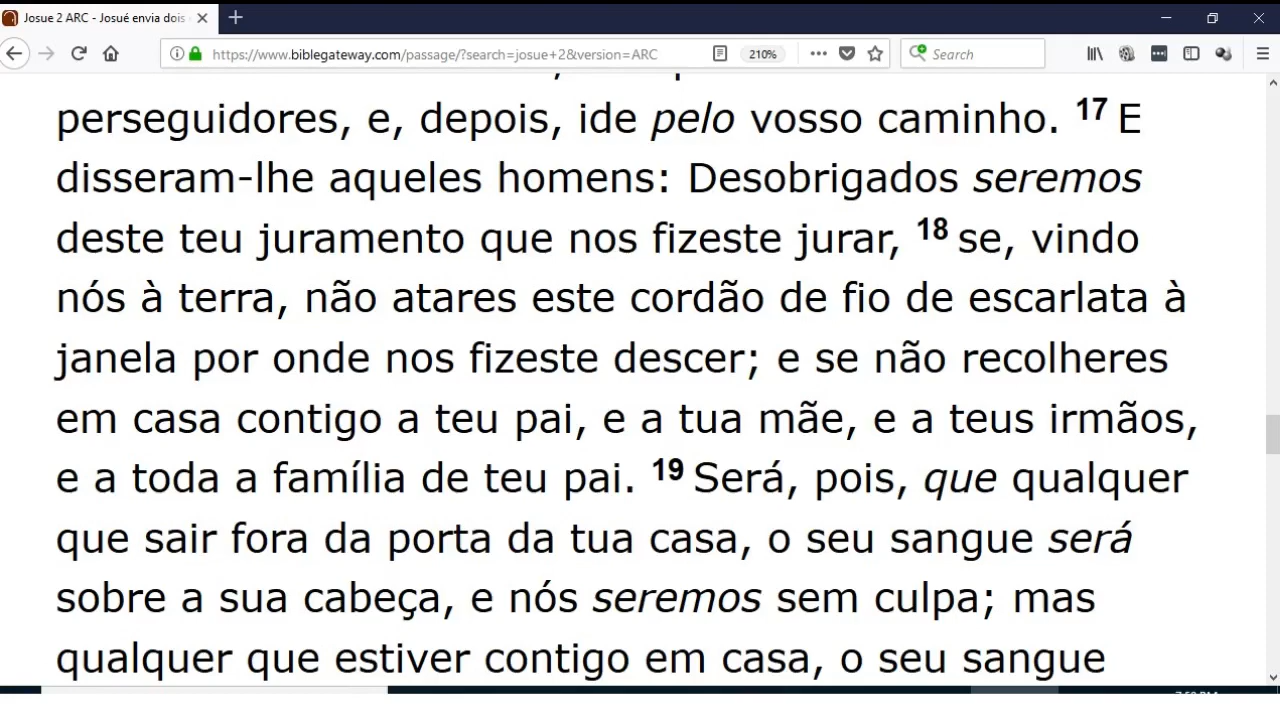 Josue 2 ARC - Josué envia dois
https://www.biblegateway.com/passage/?search=josue+2&version=ARC
210%
Search
perseguidores, e, depois, ide pelo vosso caminho. 17 E
disseram-lhe aqueles homens: Desobrigados seremos
deste teu juramento que nos fizeste jurar, 18 se, vindo
nós à terra, não atares este cordão de fio de escarlata à
janela por onde nos fizeste descer; e se não recolheres
em casa contigo a teu pai, e a tua mãe, e a teus irmãos,
e a toda a família de teu pai. 19 Será, pois, que qualquer
que sair fora da porta da tua casa, o seu sangue será
sobre a sua cabeça, e nós seremos sem culpa; mas
qualquer que estiver contigo em casa, o seu sangue